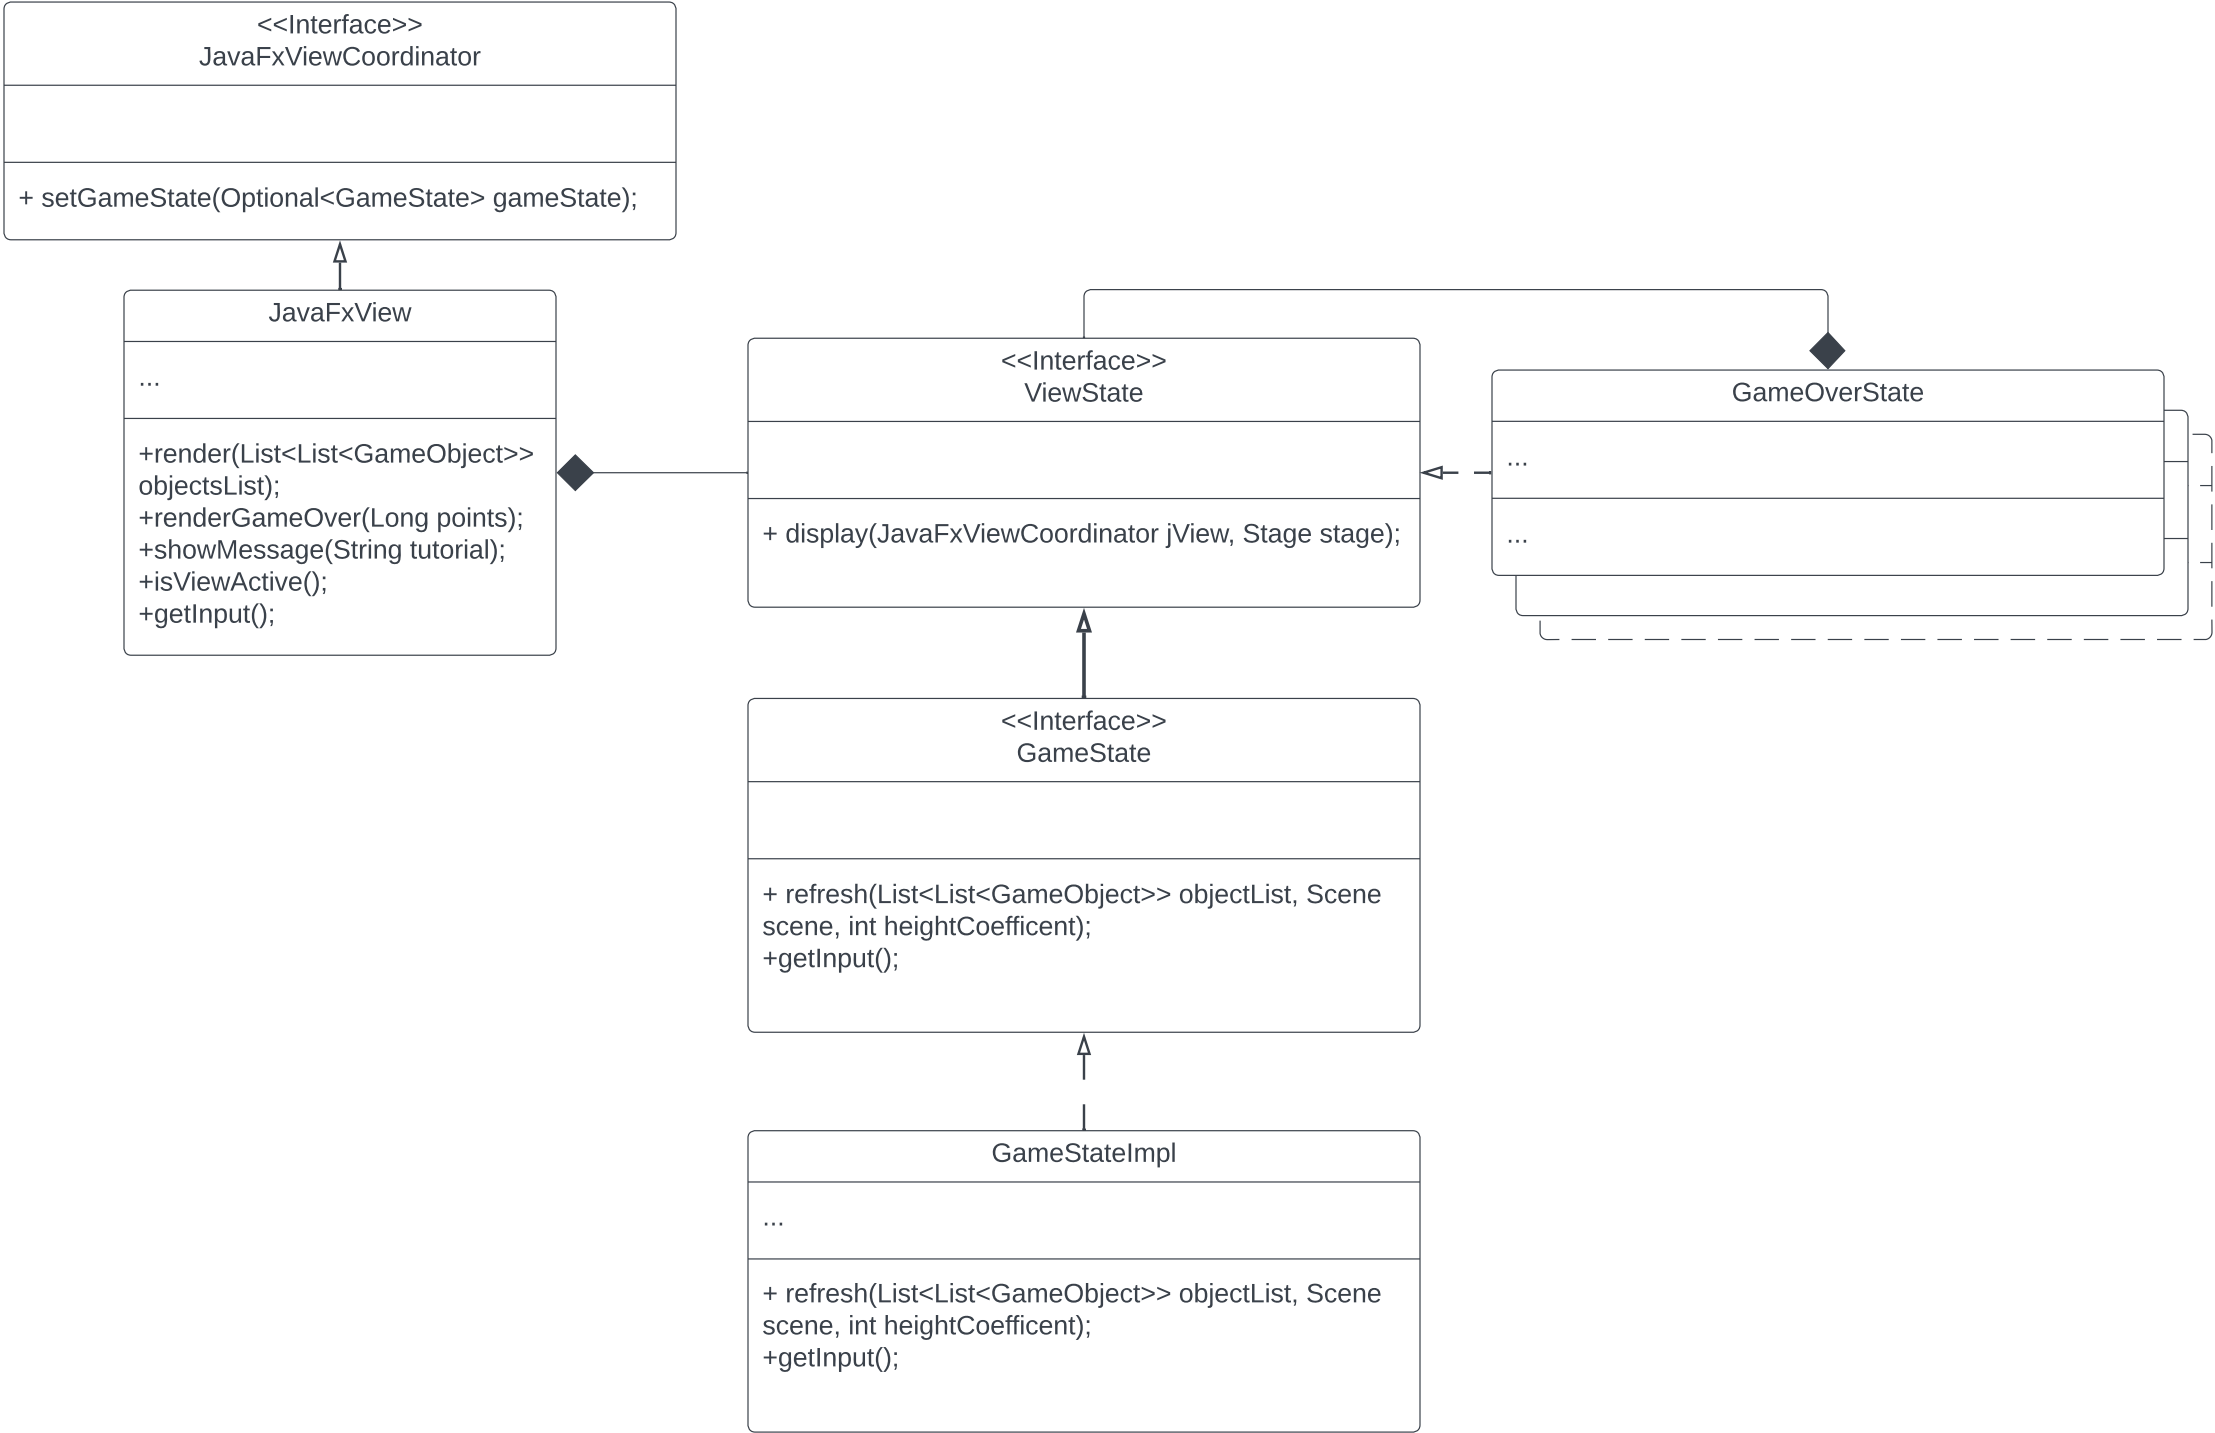 <<Interface>>
JavaFxViewCoordinator
+ setGameState(Optional<GameState> gameState);
JavaFxView
...
+render(List<List<GameObject>>
objectsList);
+renderGameOver(Long points);
+showMessage(String tutorial);
+isViewActive();
+getInput();
<<Interface>>
ViewState
+ display(JavaFxViewCoordinator jView, Stage stage);
GameOverState
...
...
<<Interface>>
GameState
+ refresh(List<List<GameObject>> objectList, Scene
scene, int heightCoefficent);
+getInput();
GameStateImpl
...
+ refresh(List<List<GameObject>> objectList, Scene
scene, int heightCoefficent);
+getInput();